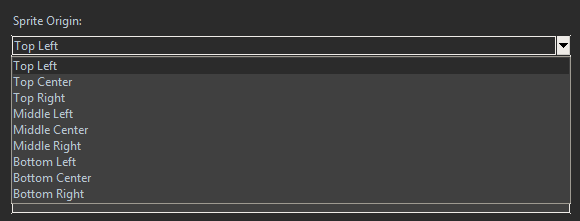 Sprite Origin:
Top Left
Top Left
Top Center
Top Right
Middle Left
Middle Center
Middle Right
Bottom Left
Bottom Center
Bottom Right